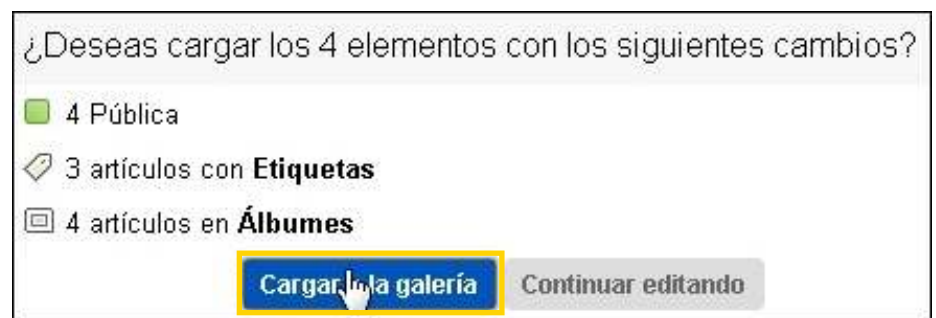 ¿Deseas cargar los 4 elementos con los siguientes cambios?
4 Pública
3 artículos con Etiquetas
4 artículos en Álbumes
Cargar la galería
Continuar editando